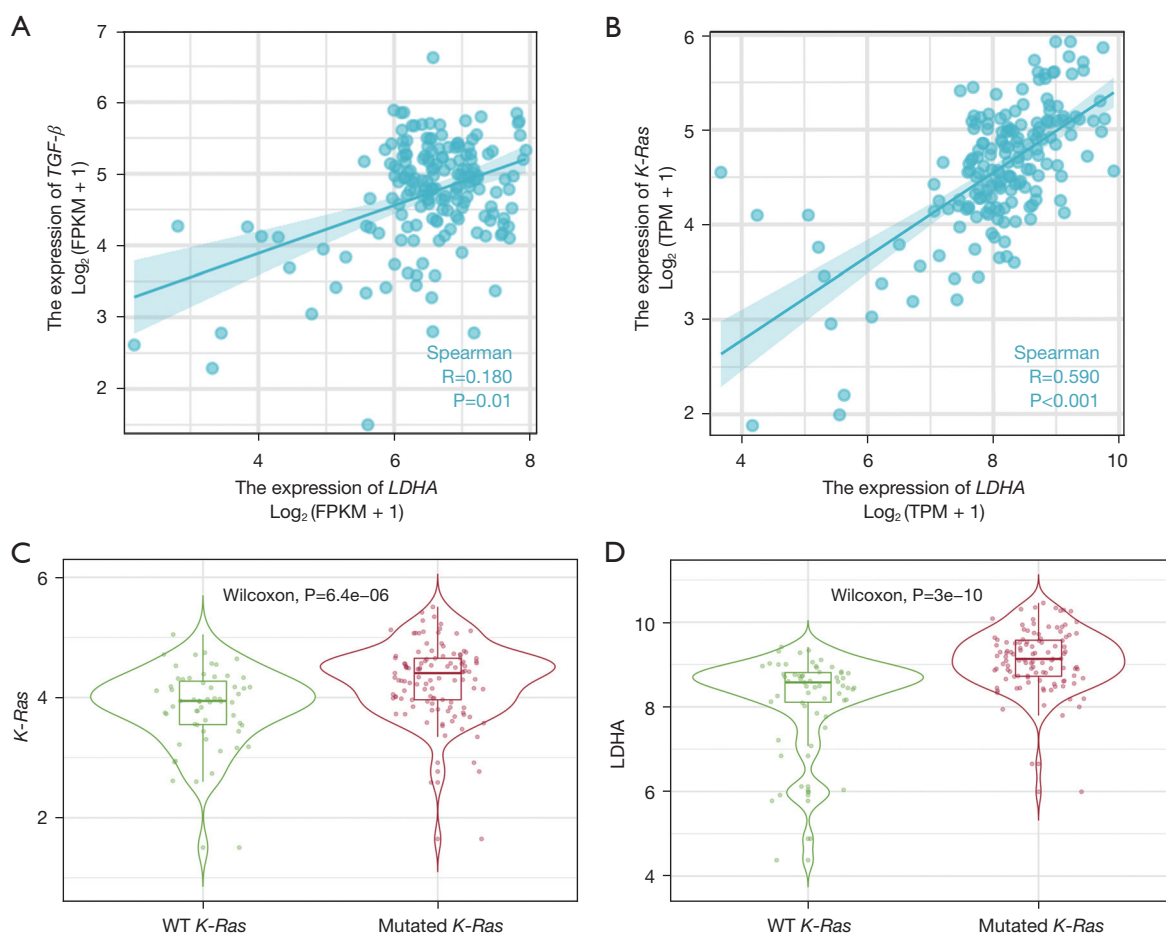 A
The expression of TGF-β
Log₂ (FPKM + 1)
7
6
5
4
3
2
Spearman
R=0.180
P=0.01
4
6
8
The expression of LDHA
Log₂ (FPKM + 1)
B
The expression of K-Ras
Log₂ (TPM + 1)
6
5
4
3
2
Spearman
R=0.590
P<0.001
4
6
8
10
The expression of LDHA
Log₂ (TPM + 1)
C
K-Ras
6
4
2
Wilcoxon, P=6.4e−06
WT K-Ras
Mutated K-Ras
D
LDHA
10
8
6
4
Wilcoxon, P=3e−10
WT K-Ras
Mutated K-Ras